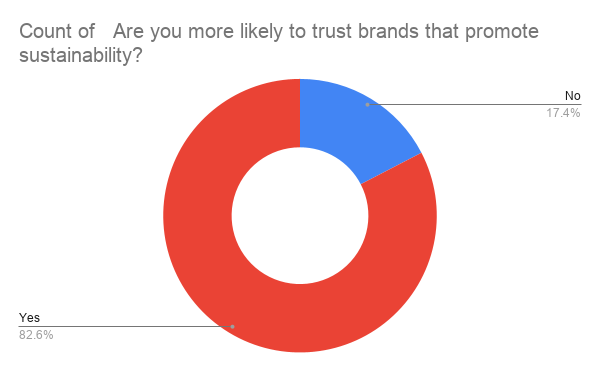 Count of   Are you more likely to trust brands that promote
sustainability?
No
17.4%
Yes
82.6%